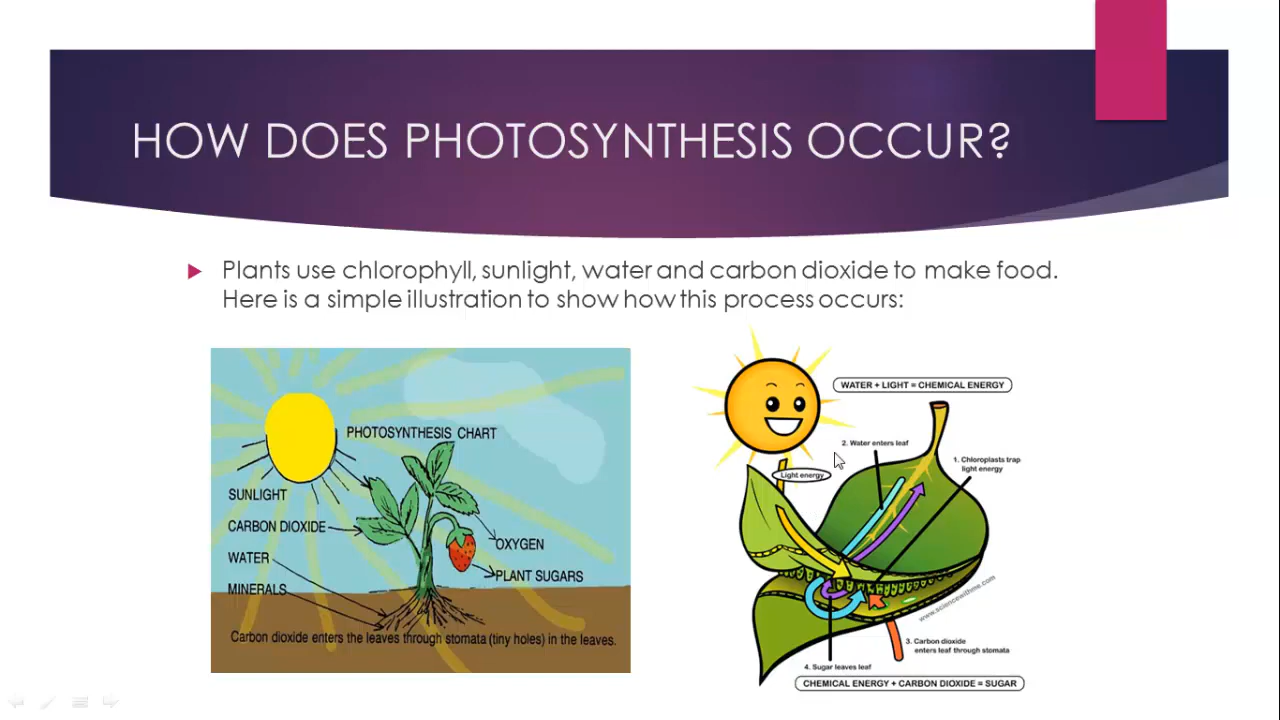 HOW DOES PHOTOSYNTHESIS OCCUR?
Plants use chlorophyll, sunlight, water and carbon dioxide to make food.
Here is a simple illustration to show how this process occurs:
PHOTOSYNTHESIS CHART
SUNLIGHT
CARBON DIOXIDE
WATER
MINERALS
OXYGEN
PLANT SUGARS
Carbon dioxide enters the leaves through stomata (tiny holes) in the leaves.
WATER + LIGHT = CHEMICAL ENERGY
2. Water enters leaf
1. Chloroplasts trap
light energy
Light energy
www.sciencewithme.com
3. Carbon dioxide
enters leaf through stomata
4. Sugar leaves leaf
CHEMICAL ENERGY + CARBON DIOXIDE = SUGAR